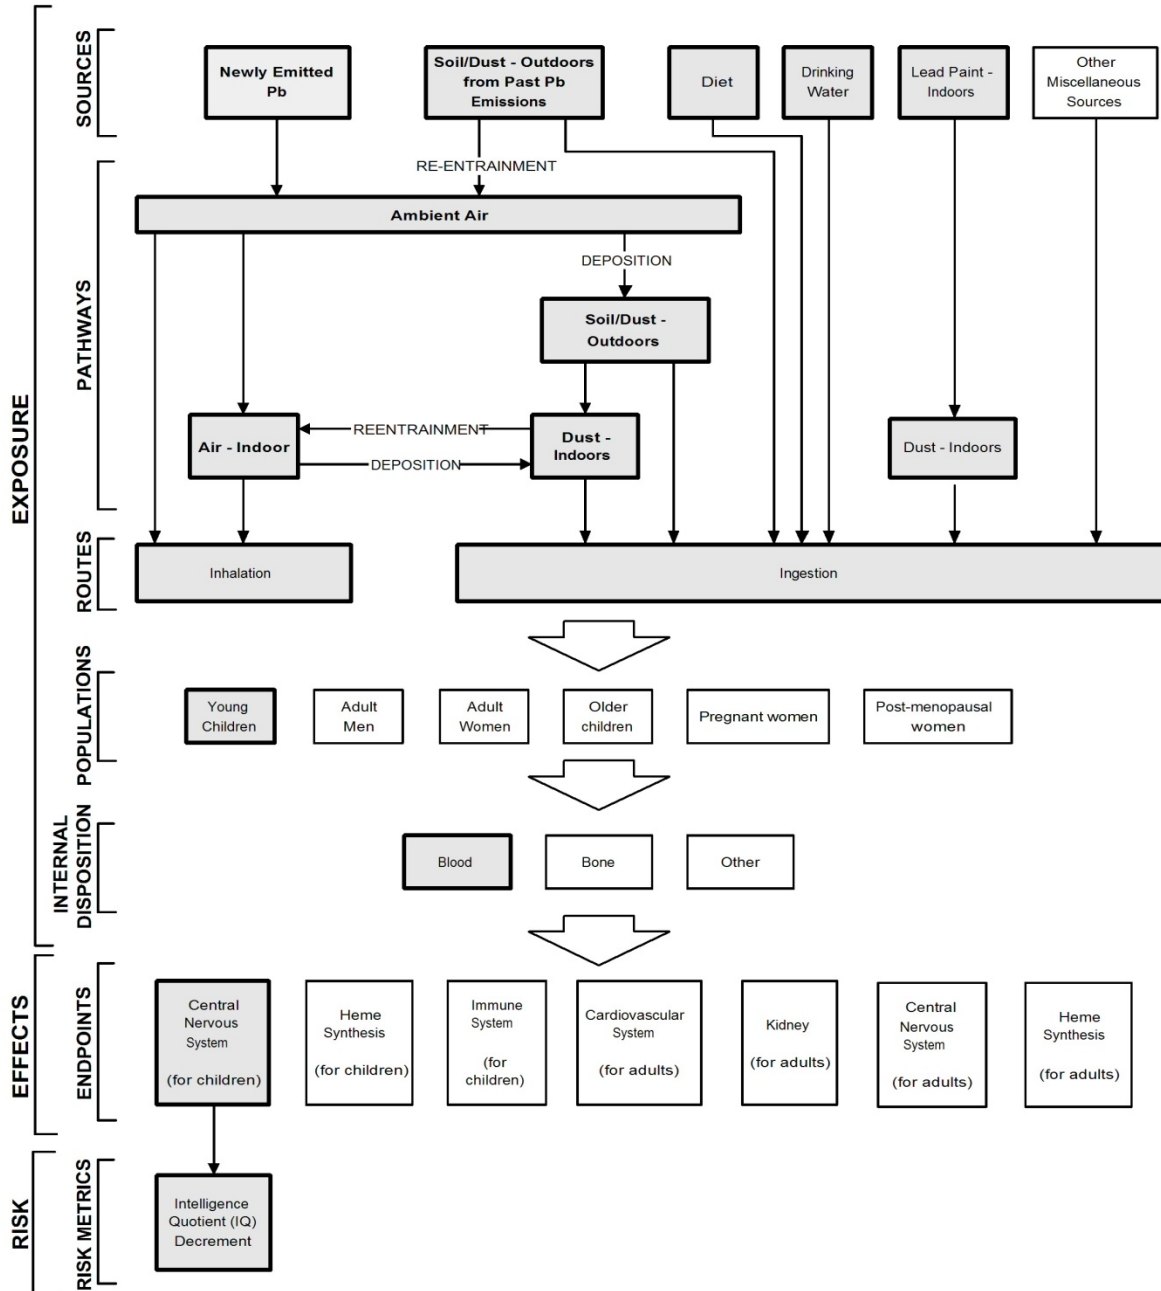 EXPOSURE
SOURCES
Newly Emitted
Pb
Soil/Dust - Outdoors
from Past Pb
Emissions
Diet
Drinking
Water
Lead Paint -
Indoors
Other
Miscellaneous
Sources
PATHWAYS
RE-ENTRAINMENT
Ambient Air
DEPOSITION
Soil/Dust -
Outdoors
Air - Indoor
REENTRAINMENT
DEPOSITION
Dust -
Indoors
Dust - Indoors
ROUTES
Inhalation
Ingestion
POPULATIONS
Young
Children
Adult
Men
Adult
Women
Older
children
Pregnant women
Post-menopausal
women
INTERNAL
DISPOSITION
Blood
Bone
Other
EFFECTS
ENDPOINTS
Central
Nervous
System
(for children)
Heme
Synthesis
(for children)
Immune
System
(for
children)
Cardiovascular
System
(for adults)
Kidney
(for adults)
Central
Nervous
System
(for adults)
Heme
Synthesis
(for adults)
RISK
RISK METRICS
Intelligence
Quotient (IQ)
Decrement